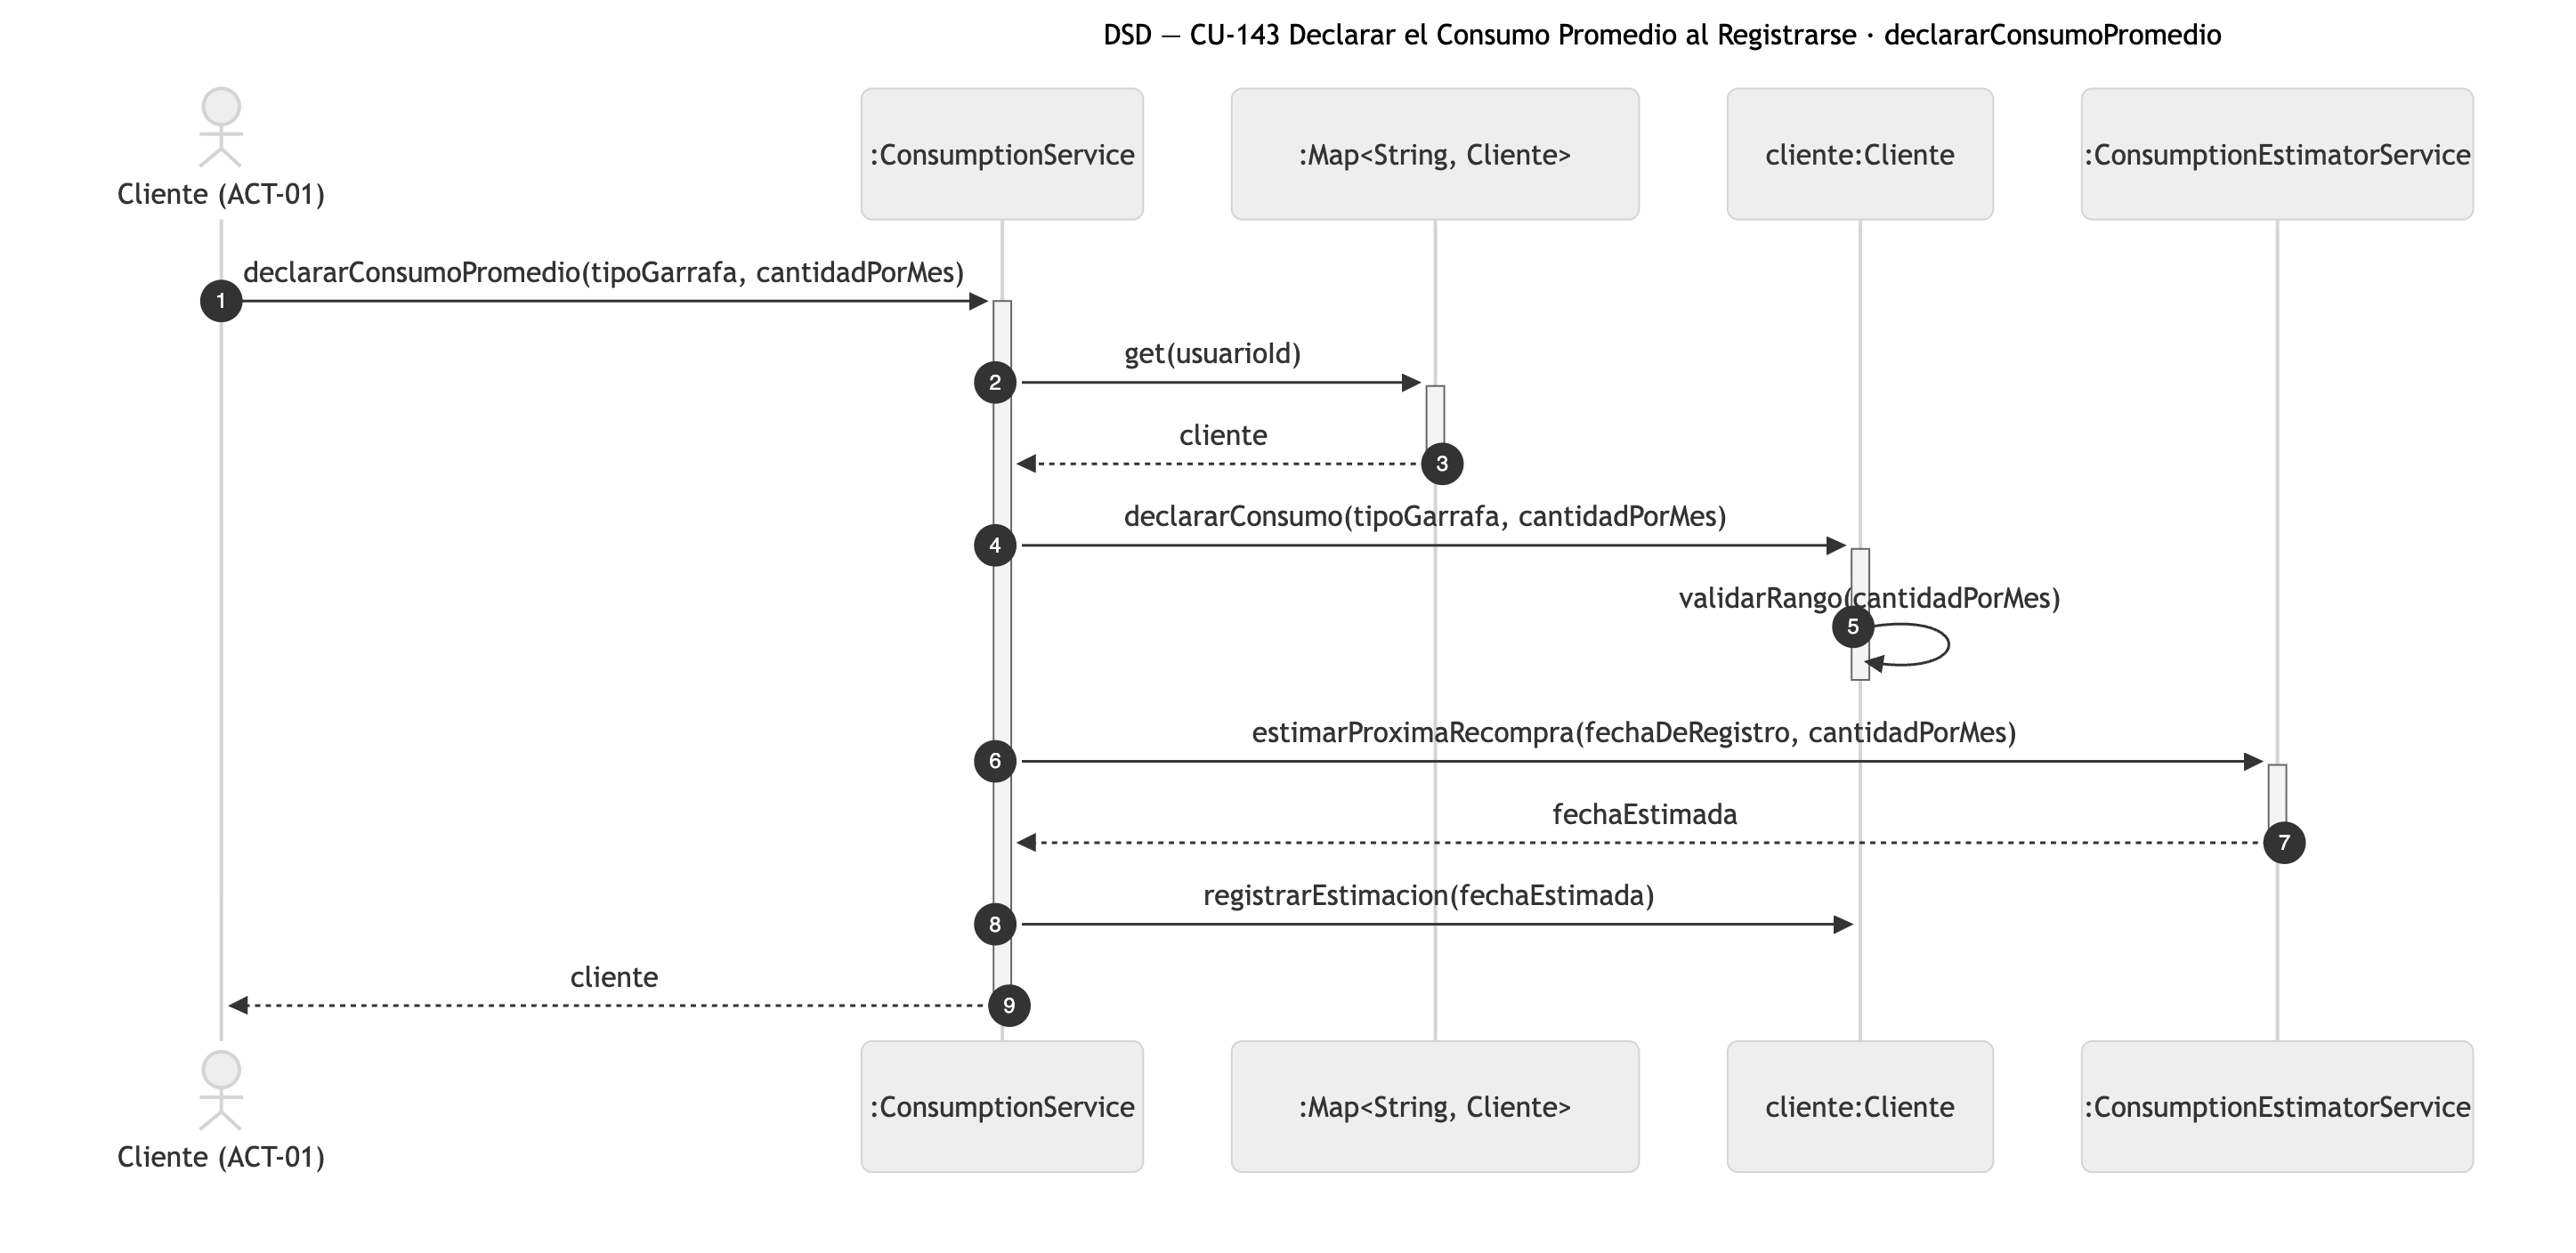 DSD — CU-143 Declarar el Consumo Promedio al Registrarse · declararConsumoPromedio
Cliente (ACT-01)
:ConsumptionService
:Map<String, Cliente>
cliente:Cliente
:ConsumptionEstimatorService
declararConsumoPromedio(tipoGarrafa, cantidadPorMes)
1
get(usuarioId)
2
cliente
3
declararConsumo(tipoGarrafa, cantidadPorMes)
4
validarRango(cantidadPorMes)
5
estimarProximaRecompra(fechaDeRegistro, cantidadPorMes)
6
fechaEstimada
7
registrarEstimacion(fechaEstimada)
8
cliente
9
:ConsumptionService
:Map<String, Cliente>
cliente:Cliente
:ConsumptionEstimatorService
Cliente (ACT-01)